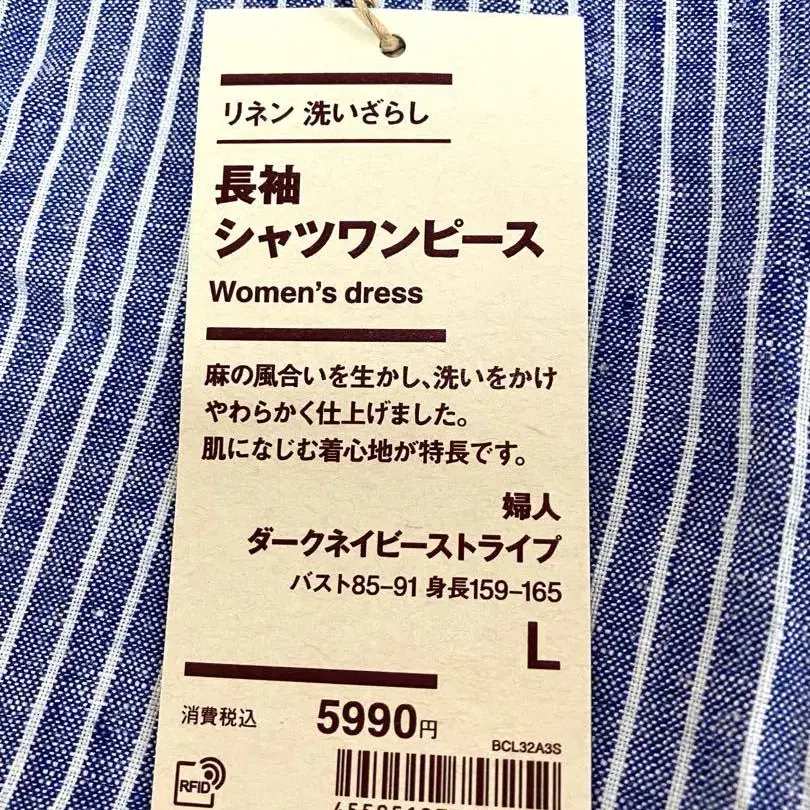 リネン 洗いざらし
長袖
シャツワンピース
Women's dress
麻の風合いを生かし、洗いをかけ
やわらかく仕上げました。
肌になじむ着心地が特長です。
婦人
ダークネイビーストライプ
バスト85–91 身長159–165
L
消費税込 5990円
BCL32A3S
RFID